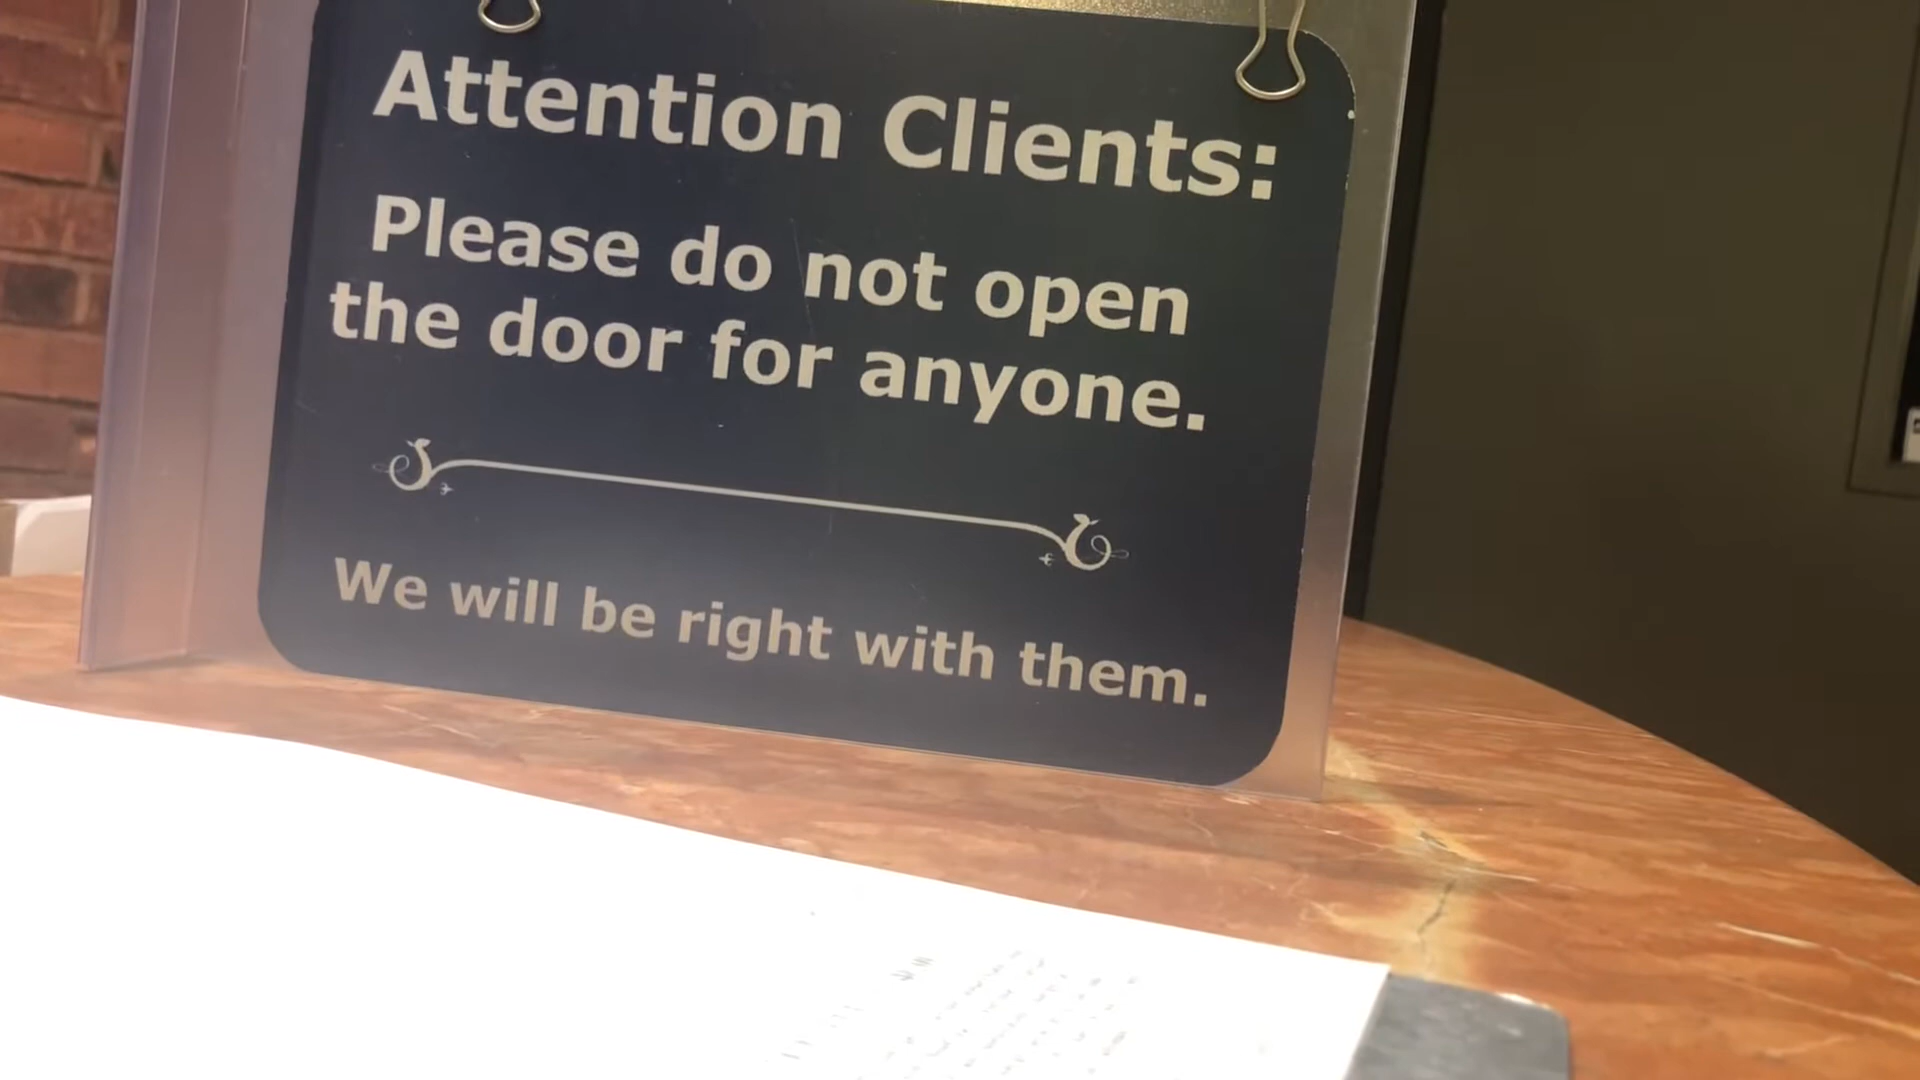 Attention Clients:
Please do not open
the door for anyone.
We will be right with them.